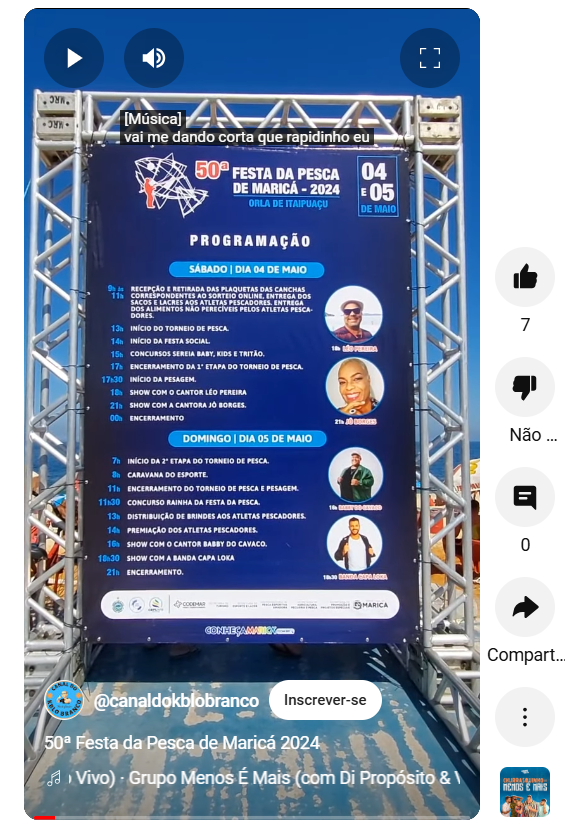 [Música]
vai me dando corta que rapidinho eu
50ª FESTA DA PESCA
DE MARICÁ - 2024
ORLA DE ITAIPUAÇU
04
E 05
DE MAIO
PROGRAMAÇÃO
SÁBADO | DIA 04 DE MAIO
9h às 11h RECEPÇÃO E RETIRADA DAS PLAQUETAS DAS CANCHAS
CORRESPONDENTES AO SORTEIO ONLINE, ENTREGA DOS
SACOS E LACRES AOS ATLETAS PESCADORES. ENTREGA
DOS ALIMENTOS NÃO PERECÍVEIS PELOS ATLETAS PESCA-
DORES.
13h INÍCIO DO TORNEIO DE PESCA.
14h INÍCIO DA FESTA SOCIAL.
15h CONCURSOS SEREIA BABY, KIDS E TRITÃO.
17h ENCERRAMENTO DA 1ª ETAPA DO TORNEIO DE PESCA.
17h30 INÍCIO DA PESAGEM.
18h SHOW COM O CANTOR LÉO PEREIRA
21h SHOW COM A CANTORA JÔ BORGES.
00h ENCERRAMENTO
18h LÉO PEREIRA
21h JÔ BORGES
DOMINGO | DIA 05 DE MAIO
7h INÍCIO DA 2ª ETAPA DO TORNEIO DE PESCA.
8h CARAVANA DO ESPORTE.
11h ENCERRAMENTO DO TORNEIO DE PESCA E PESAGEM.
11h30 CONCURSO RAINHA DA FESTA DA PESCA.
13h DISTRIBUIÇÃO DE BRINDES AOS ATLETAS PESCADORES.
14h PREMIAÇÃO DOS ATLETAS PESCADORES.
16h SHOW COM O CANTOR BABBY DO CAVACO.
18h30 SHOW COM A BANDA CAPA LOKA
21h ENCERRAMENTO.
18h30 BANDA CAPA LOKA
CODEMAR
MARICÁ
CONHEÇAMARICÁ
@canaldokblobranco
Inscrever-se
50ª Festa da Pesca de Maricá 2024
Vivo) · Grupo Menos É Mais (com Di Propósito &
7
Não ...
0
Compart...
MENOS É MAIS